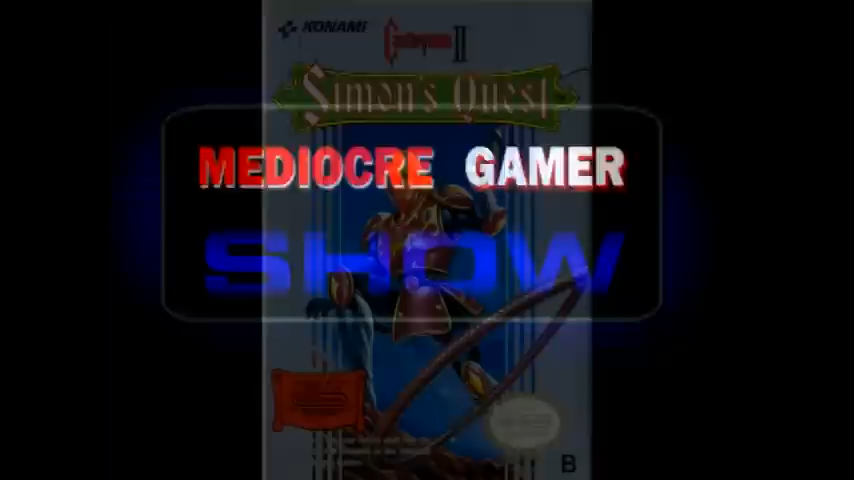 KONAMI
Castlevania II
Simon's Quest
MEDIOCRE GAMER
SHOW
B